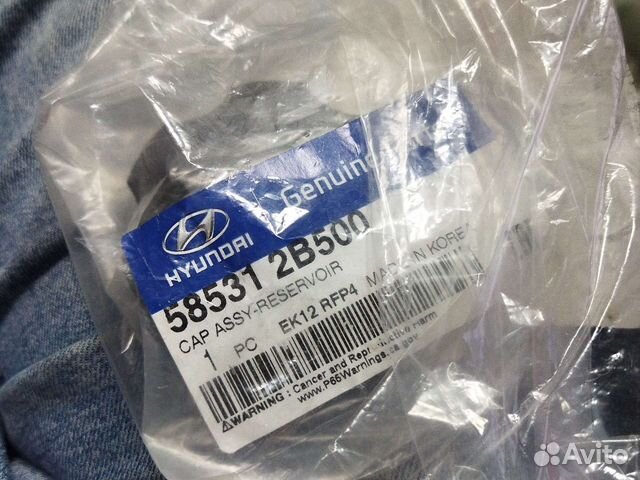 HYUNDAI
Genuine
58531 2B500
CAP ASSY-RESERVOIR
1 PC EK12 RFP4 MADE IN KOREA
WARNING : Cancer and Reproductive Harm
www.P65Warnings.ca.gov
Avito